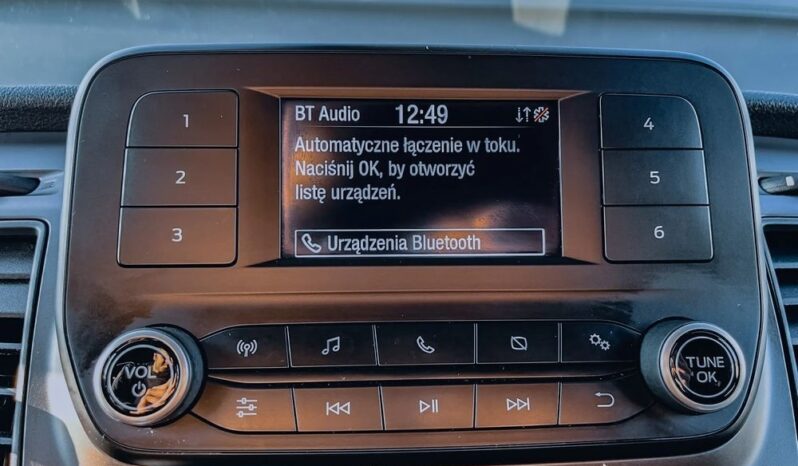 BT Audio 12:49
Automatyczne łączenie w toku.
Naciśnij OK, by otworzyć
listę urządzeń.
Urządzenia Bluetooth
1
2
3
4
5
6
VOL
TUNE
OK